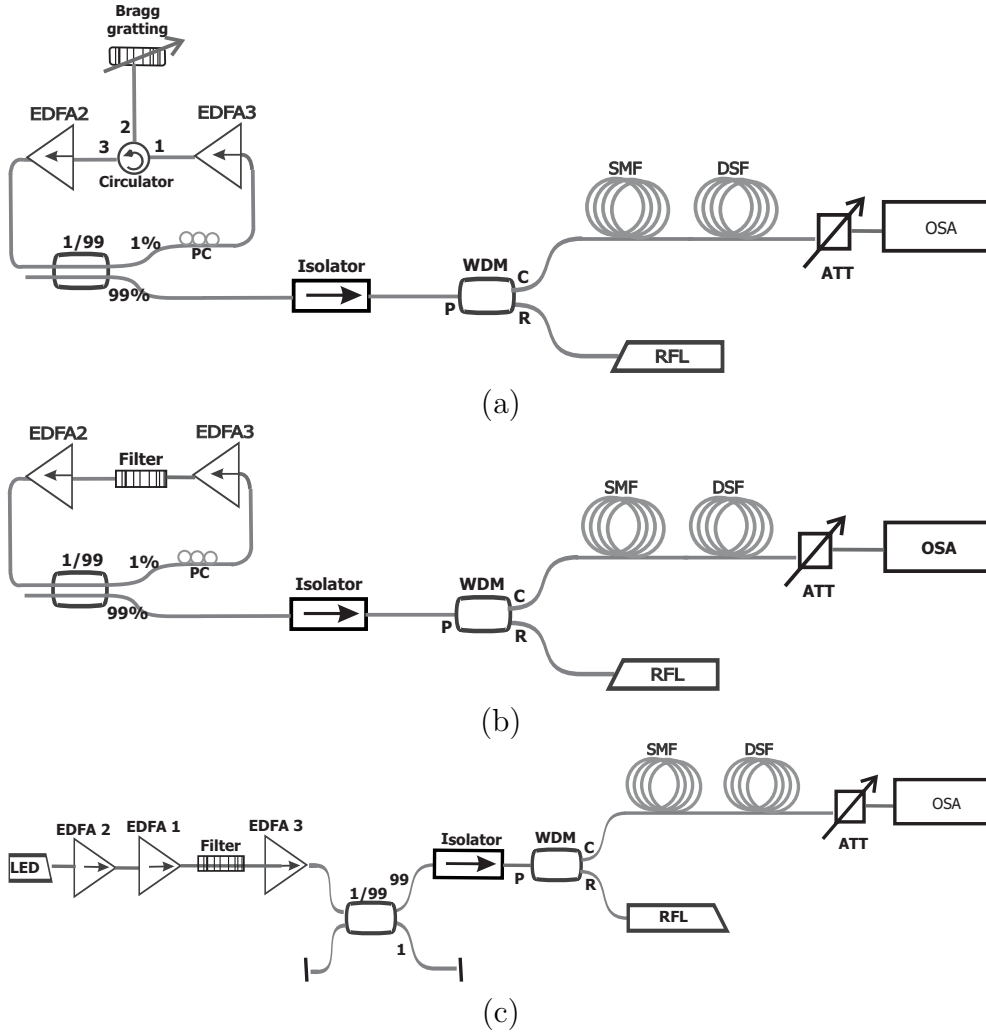 Bragg
gratting
EDFA2
EDFA3
2
3
1
Circulator
1/99
1%
PC
99%
Isolator
WDM
P
C
R
SMF
DSF
ATT
OSA
RFL
(a)
EDFA2
Filter
EDFA3
1/99
1%
PC
99%
Isolator
WDM
P
C
R
SMF
DSF
ATT
OSA
RFL
(b)
LED
EDFA 2
EDFA 1
Filter
EDFA 3
1/99
99
1
Isolator
WDM
P
C
R
SMF
DSF
ATT
OSA
RFL
(c)